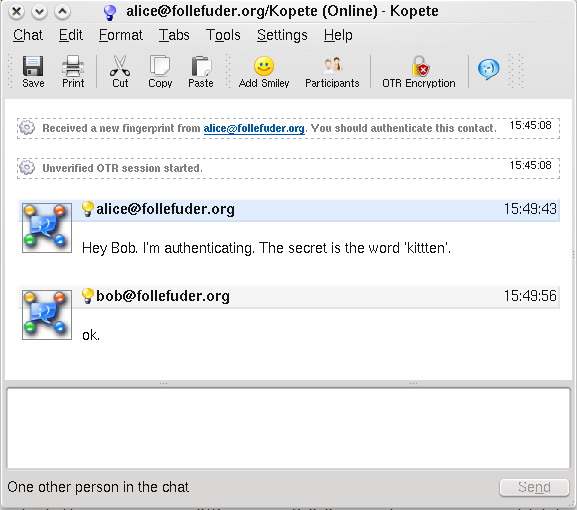 alice@follefuder.org/Kopete (Online) - Kopete
Chat Edit Format Tabs Tools Settings Help
Save Print Cut Copy Paste Add Smiley Participants OTR Encryption
Received a new fingerprint from alice@follefuder.org. You should authenticate this contact. 15:45:08
Unverified OTR session started. 15:45:08
alice@follefuder.org 15:49:43
Hey Bob. I'm authenticating. The secret is the word 'kittten'.
bob@follefuder.org 15:49:56
ok.
One other person in the chat Send